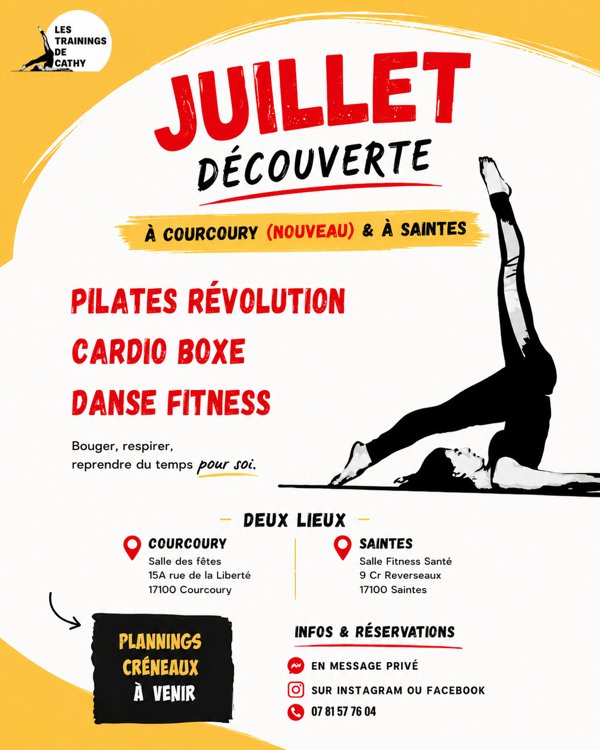 LES
TRAININGS
DE
CATHY
JUILLET
DÉCOUVERTE
À COURCOURY (NOUVEAU) & À SAINTES
PILATES RÉVOLUTION
CARDIO BOXE
DANSE FITNESS
Bouger, respirer,
reprendre du temps pour soi.
DEUX LIEUX
COURCOURY
Salle des fêtes
15A rue de la Liberté
17100 Courcoury
SAINTES
Salle Fitness Santé
9 Cr Reverseaux
17100 Saintes
PLANNINGS
CRÉNEAUX
À VENIR
INFOS & RÉSERVATIONS
EN MESSAGE PRIVÉ
SUR INSTAGRAM OU FACEBOOK
07 81 57 76 04